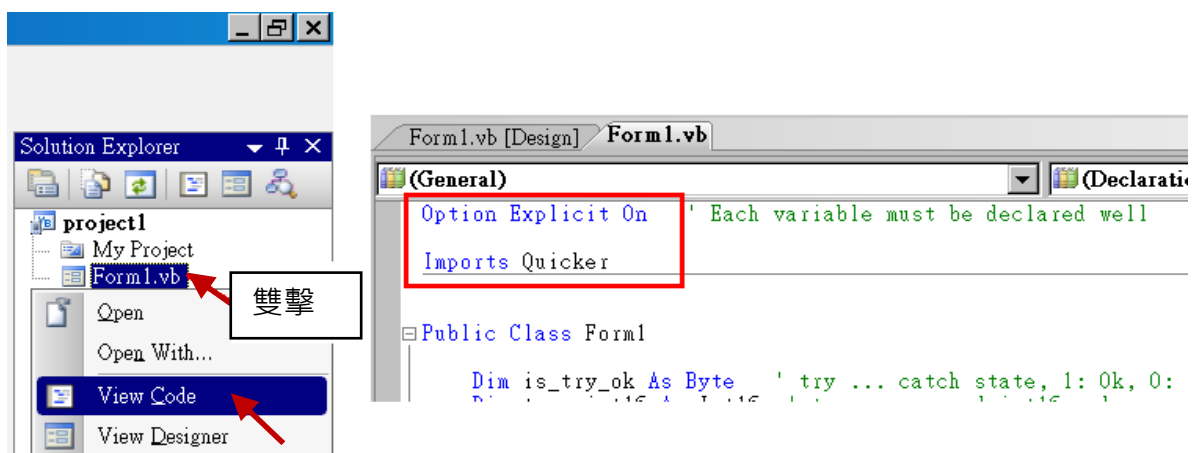 Solution Explorer
project1
My Project
Form1.vb
雙擊
Open
Open With...
View Code
View Designer
Form1.vb [Design]
Form1.vb
(General)
(Declarati
Option Explicit On ' Each variable must be declared well
Imports Quicker
Public Class Form1
Dim is_try_ok As Byte ' try ... catch state, 1: Ok, 0: